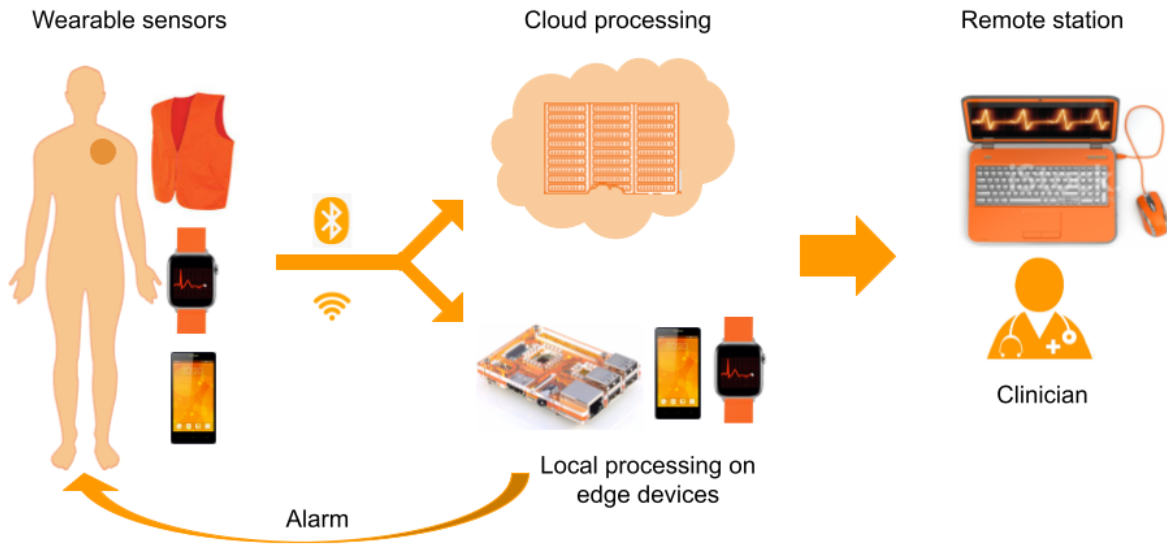 Wearable sensors
Cloud processing
Remote station
Clinician
Local processing on
edge devices
Alarm